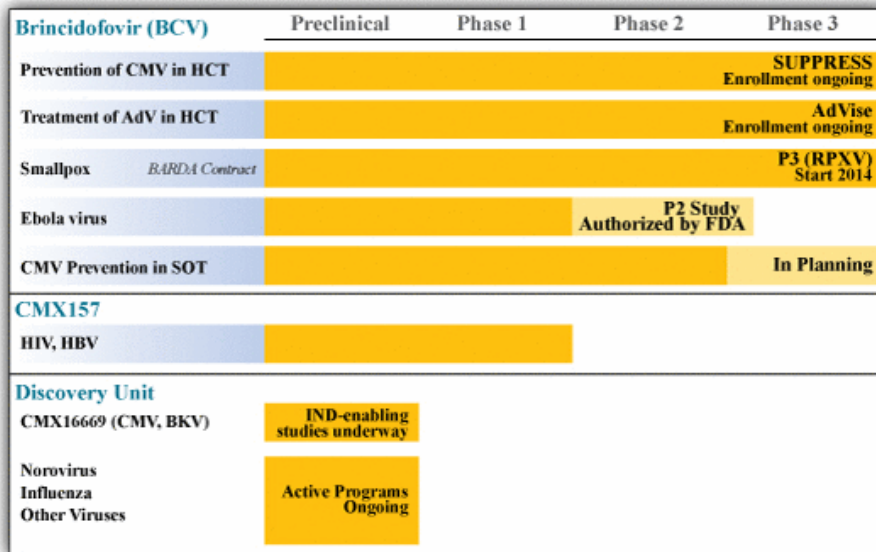 Brincidofovir (BCV) Preclinical Phase 1 Phase 2 Phase 3
Prevention of CMV in HCT
SUPPRESS
Enrollment ongoing
Treatment of AdV in HCT
AdVise
Enrollment ongoing
Smallpox BARDA Contract
P3 (RPXV)
Start 2014
Ebola virus
P2 Study
Authorized by FDA
CMV Prevention in SOT
In Planning
CMX157
HIV, HBV
Discovery Unit
CMX16669 (CMV, BKV)
IND-enabling
studies underway
Norovirus
Influenza
Other Viruses
Active Programs
Ongoing